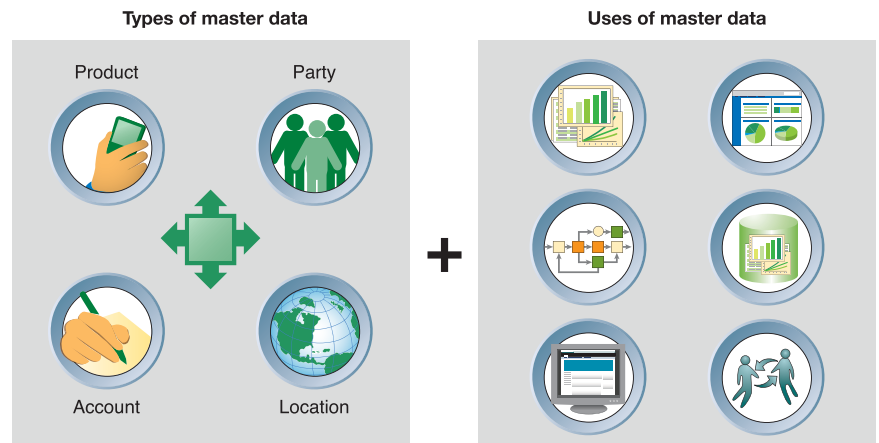 Types of master data
Uses of master data
Product
Party
+
Account
Location